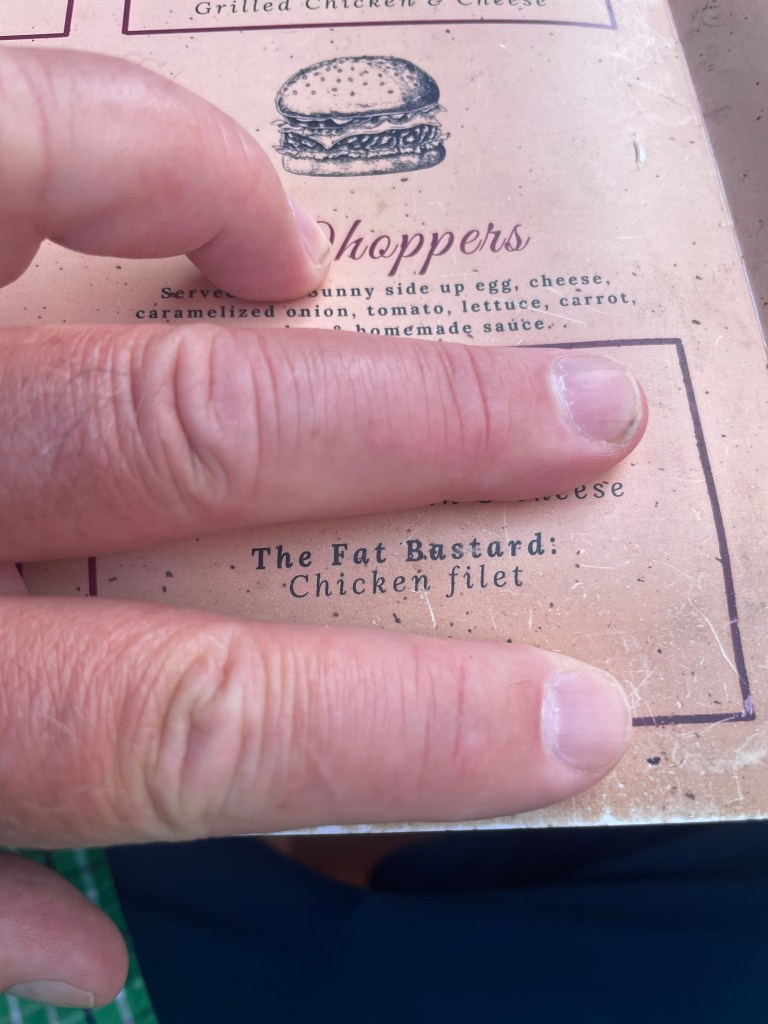 Grilled Chicken & Cheese
hoppers
Sunny side up egg, cheese,
caramelized onion, tomato, lettuce, carrot,
& homemade sauce.
The Fat Bastard:
Chicken filet